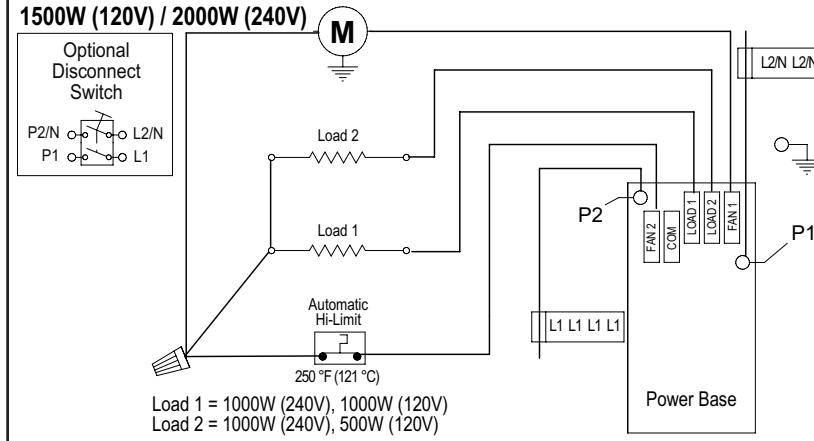 1500W (120V) / 2000W (240V)
M
Optional
Disconnect
Switch
P2/N
L2/N
P1
L1
Load 2
Load 1
Automatic
Hi-Limit
250 °F (121 °C)
Load 1 = 1000W (240V), 1000W (120V)
Load 2 = 1000W (240V), 500W (120V)
L2/N L2/N
P2
FAN 2
COM
LOAD 1
LOAD 2
FAN 1
P1
L1 L1 L1 L1
Power Base